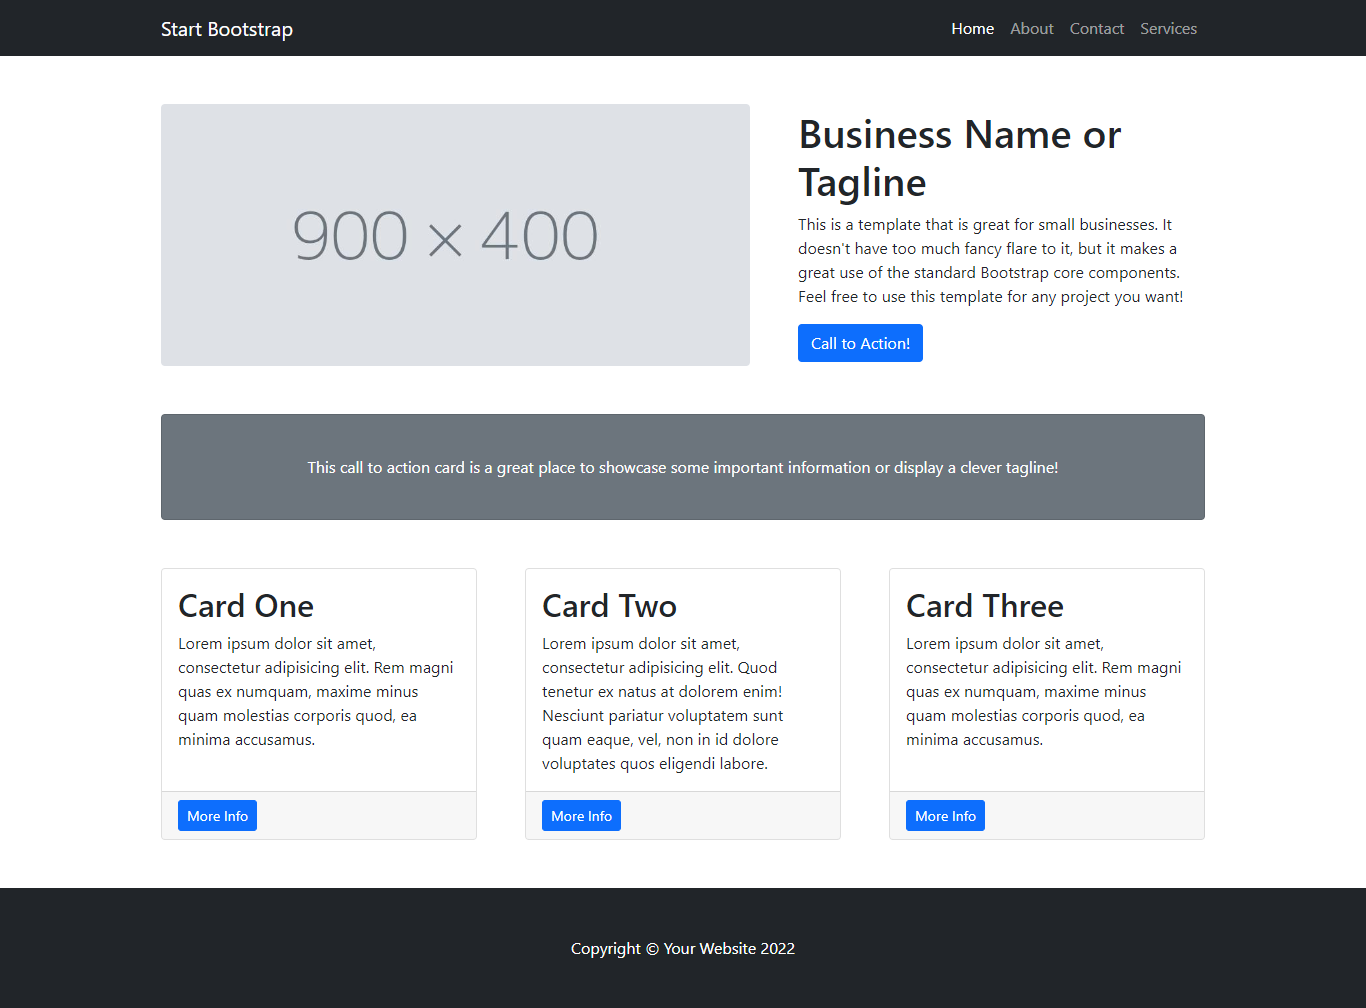 Start Bootstrap
Home About Contact Services
900 × 400
Business Name or
Tagline
This is a template that is great for small businesses. It
doesn't have too much fancy flare to it, but it makes a
great use of the standard Bootstrap core components.
Feel free to use this template for any project you want!
Call to Action!
This call to action card is a great place to showcase some important information or display a clever tagline!
Card One
Lorem ipsum dolor sit amet,
consectetur adipisicing elit. Rem magni
quas ex numquam, maxime minus
quam molestias corporis quod, ea
minima accusamus.
More Info
Card Two
Lorem ipsum dolor sit amet,
consectetur adipisicing elit. Quod
tenetur ex natus at dolorem enim!
Nesciunt pariatur voluptatem sunt
quam eaque, vel, non in id dolore
voluptates quos eligendi labore.
More Info
Card Three
Lorem ipsum dolor sit amet,
consectetur adipisicing elit. Rem magni
quas ex numquam, maxime minus
quam molestias corporis quod, ea
minima accusamus.
More Info
Copyright © Your Website 2022